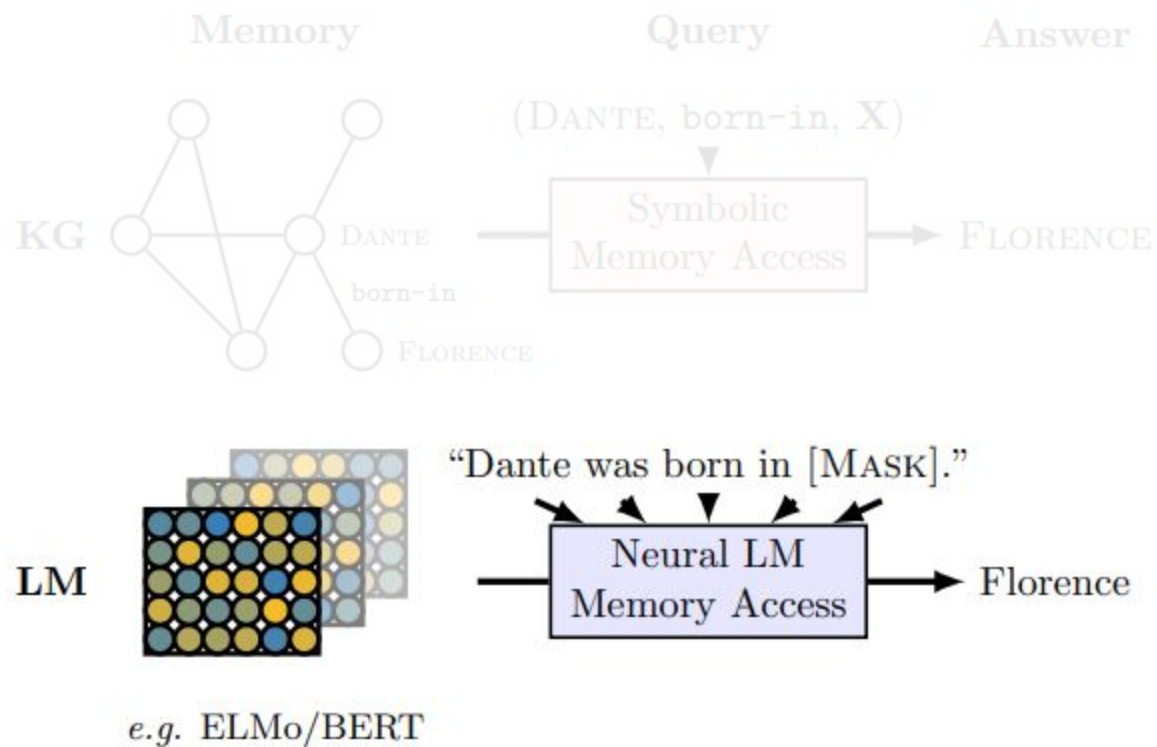 Memory Query Answer
(DANTE, born-in, X)
KG
DANTE
born-in
FLORENCE
Symbolic
Memory Access
FLORENCE
“Dante was born in [MASK].”
LM
Neural LM
Memory Access
Florence
e.g. ELMo/BERT